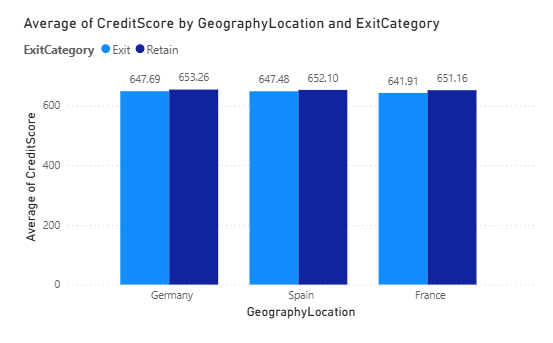 Average of CreditScore by GeographyLocation and ExitCategory
ExitCategory Exit Retain
647.69 653.26 647.48 652.10 641.91 651.16
600
400
200
0
Average of CreditScore
Germany Spain France
GeographyLocation